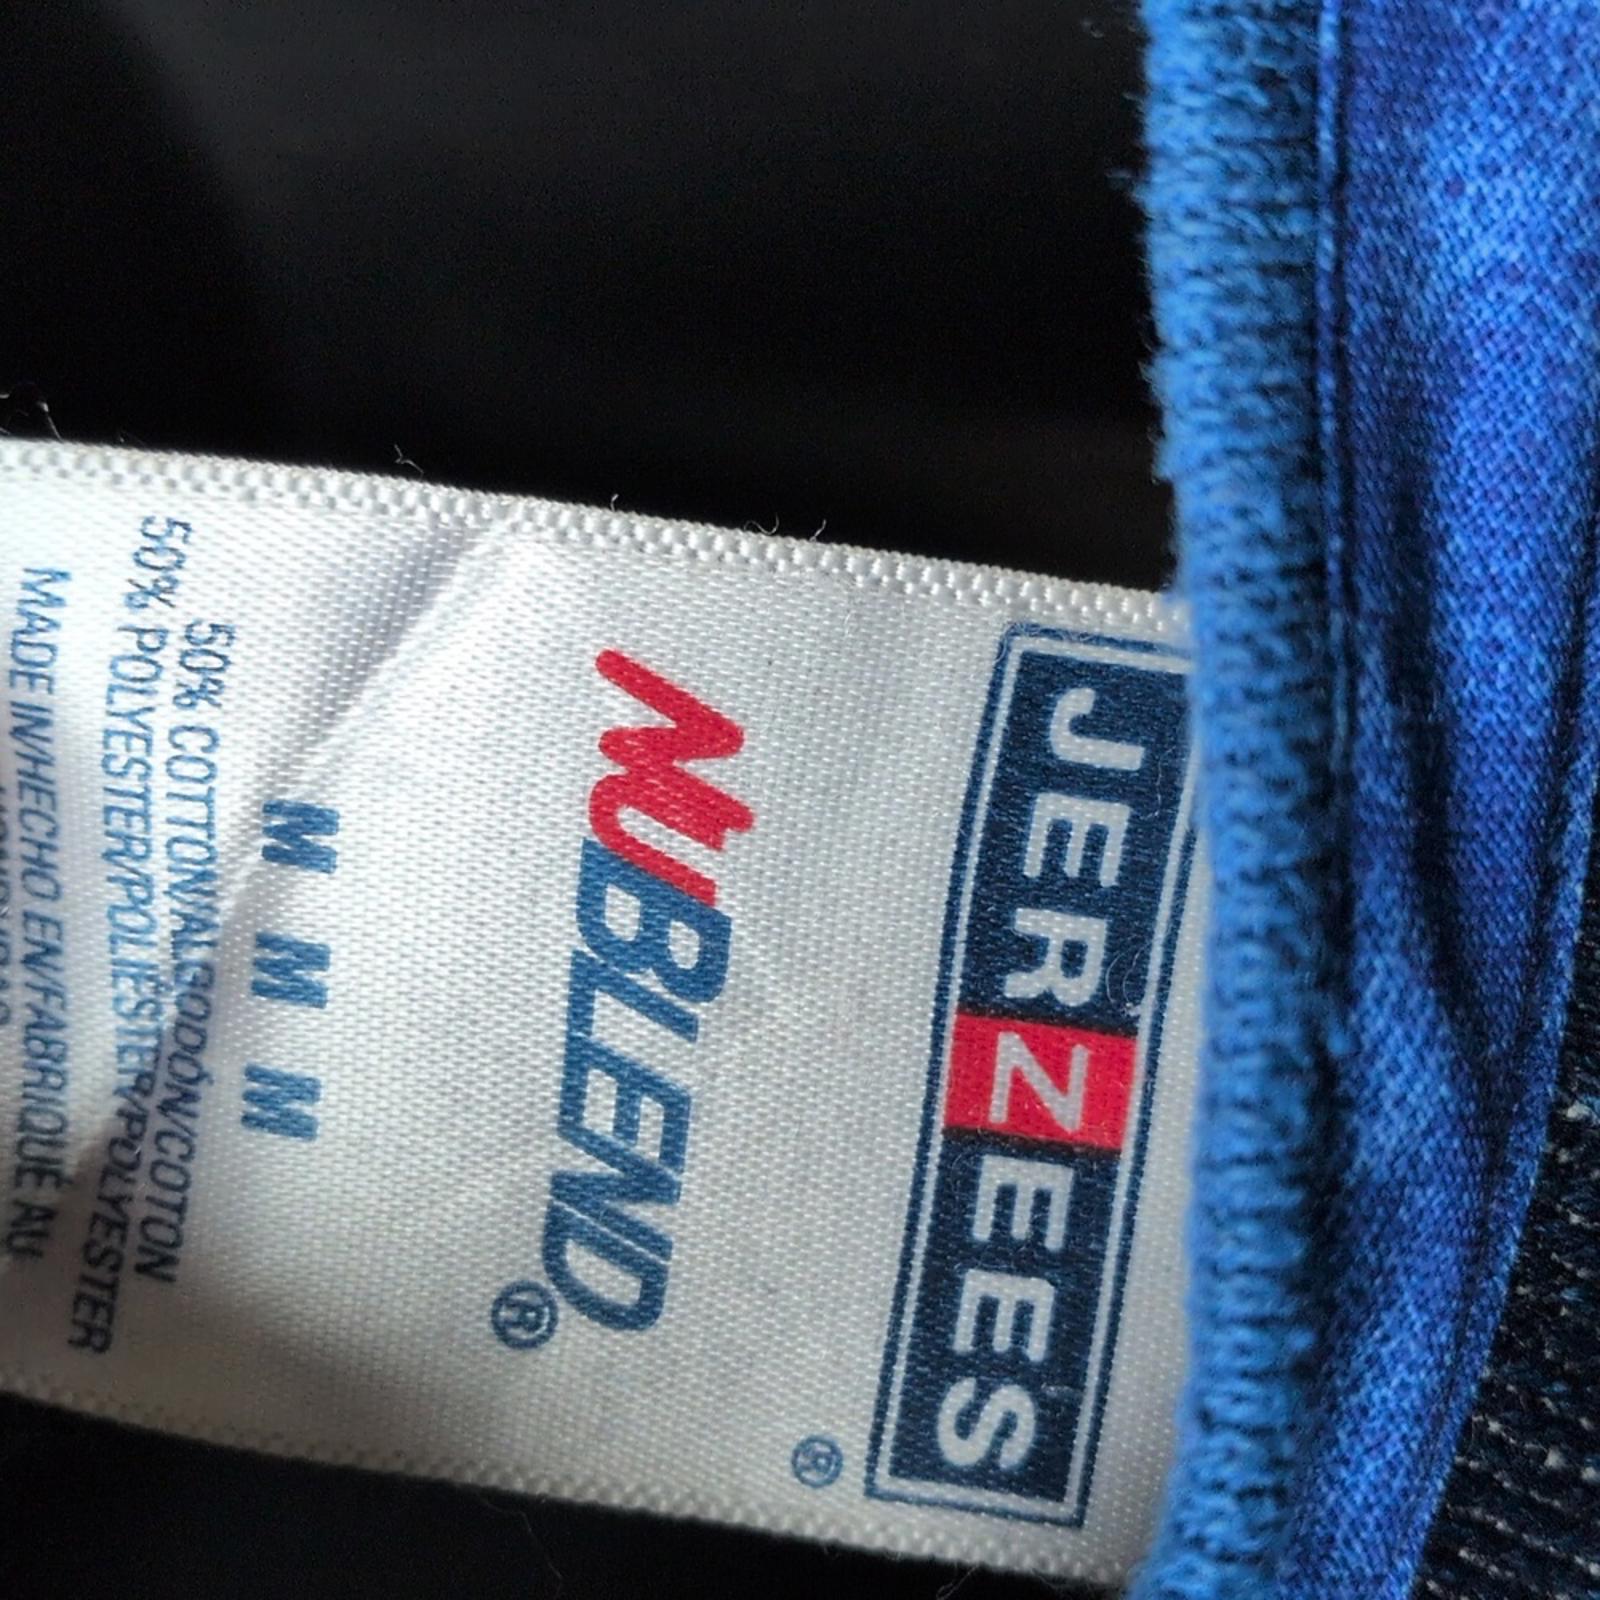 JERZEES
®
NUBLEND®
M M M
50% COTTON/ALGODÓN/COTON
50% POLYESTER/POLIÉSTER/POLYESTER
MADE IN/HECHO EN/FABRIQUÉ AU